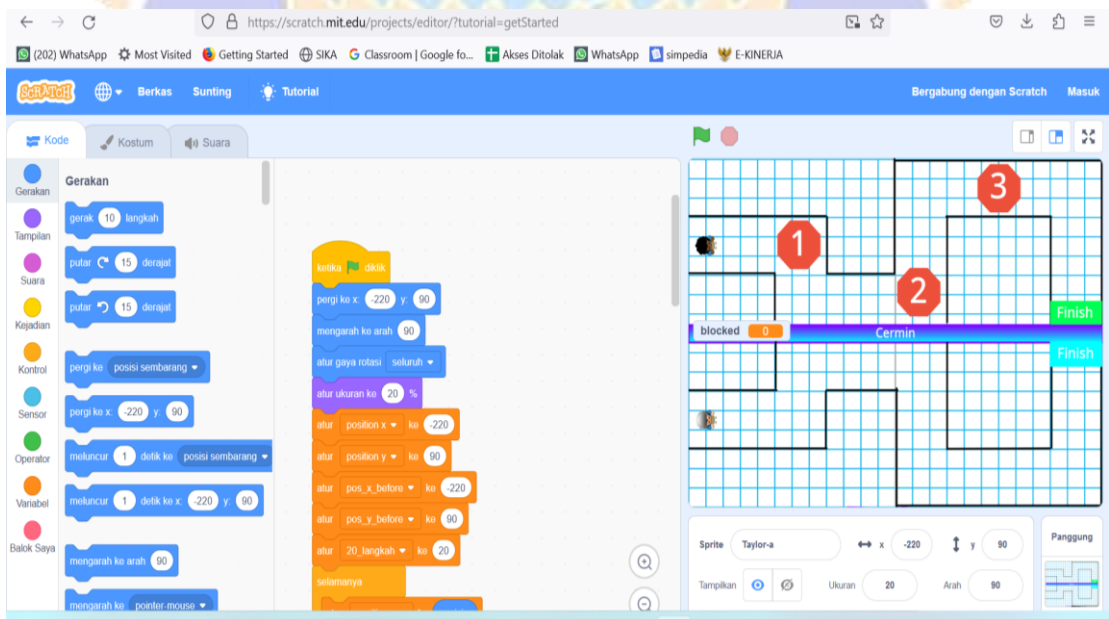 https://scratch.mit.edu/projects/editor/?tutorial=getStarted
(202) WhatsApp Most Visited Getting Started SIKA Classroom | Google fo... Akses Ditolak WhatsApp simpedia E-KINERJA
SCRATCH Berkas Sunting Tutorial Bergabung dengan Scratch Masuk
Kode Kostum Suara
Gerakan
Tampilan
Suara
Kejadian
Kontrol
Sensor
Operator
Variabel
Balok Saya
Gerakan
gerak 10 langkah
putar 15 derajat
putar 15 derajat
pergi ke posisi sembarang
pergi ke x: -220 y: 90
meluncur 1 detik ke posisi sembarang
meluncur 1 detik ke x: -220 y: 90
mengarah ke arah 90
mengarah ke pointer-mouse
ketika diklik
pergi ke x: -220 y: 90
mengarah ke arah 90
atur gaya rotasi seluruh
atur ukuran ke 20 %
atur position x ke -220
atur position y ke 90
atur pos_x_before ke -220
atur pos_y_before ke 90
atur 20_langkah ke 20
selamanya
3
1
2
Finish
blocked 0 Cermin
Finish
Sprite Taylor-a x -220 y 90
Tampilkan Ukuran 20 Arah 90
Panggung